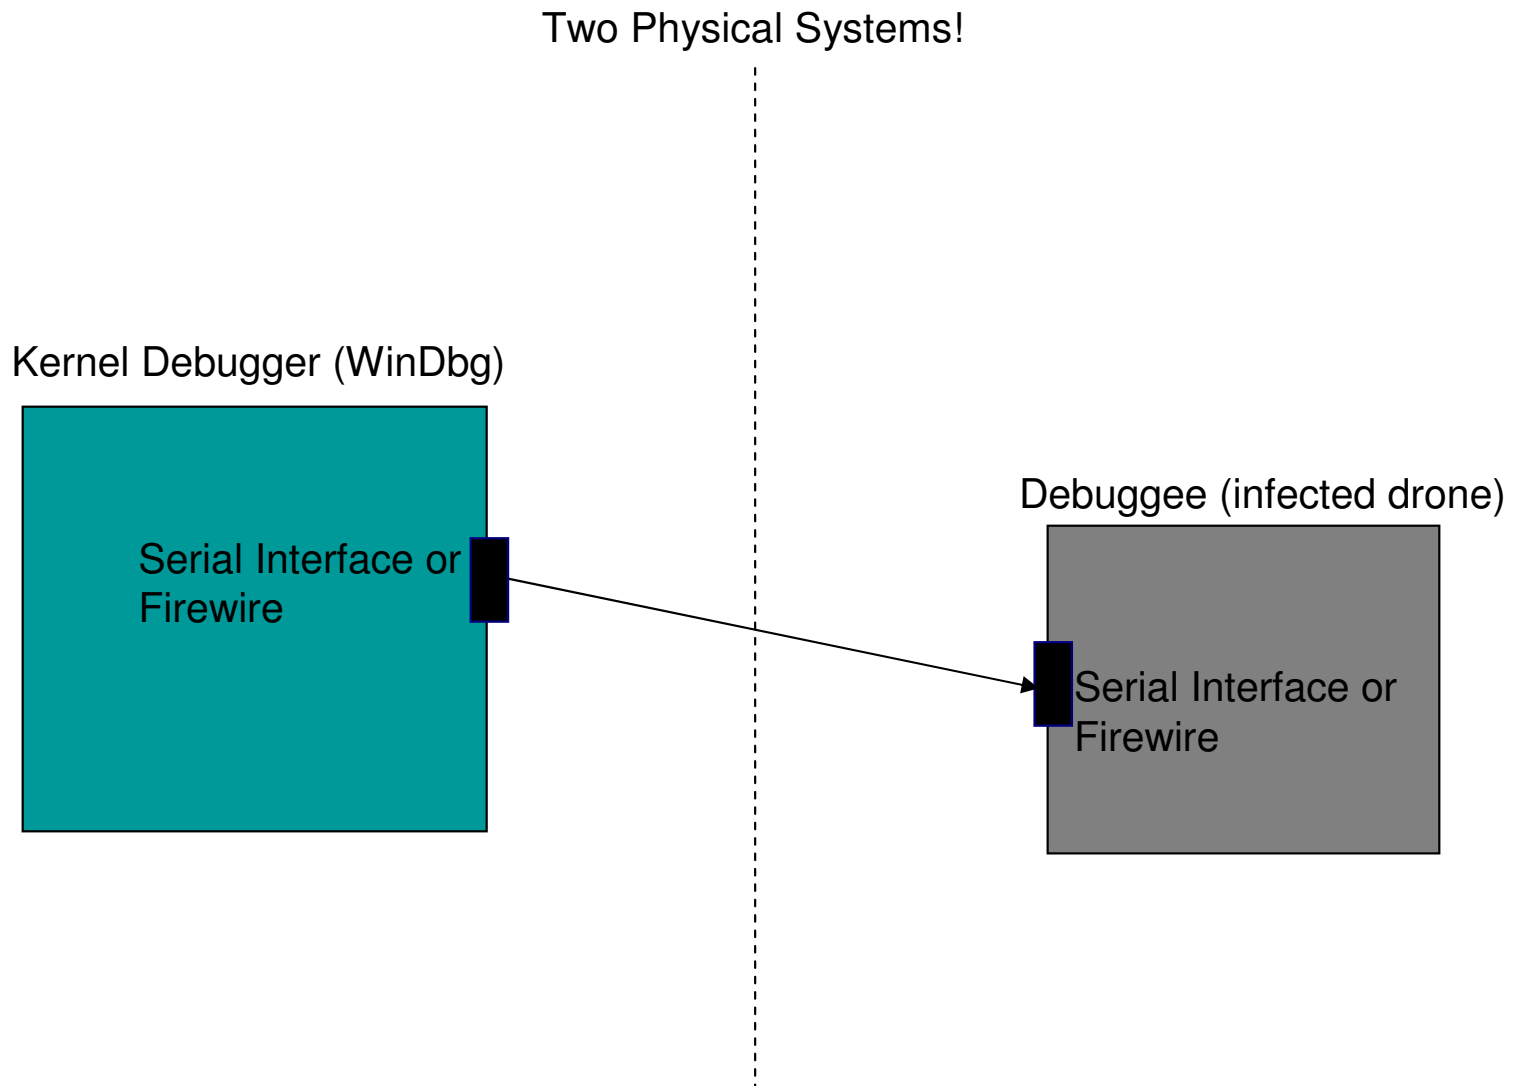 Two Physical Systems!
Kernel Debugger (WinDbg)
Serial Interface or
Firewire
Debuggee (infected drone)
Serial Interface or
Firewire